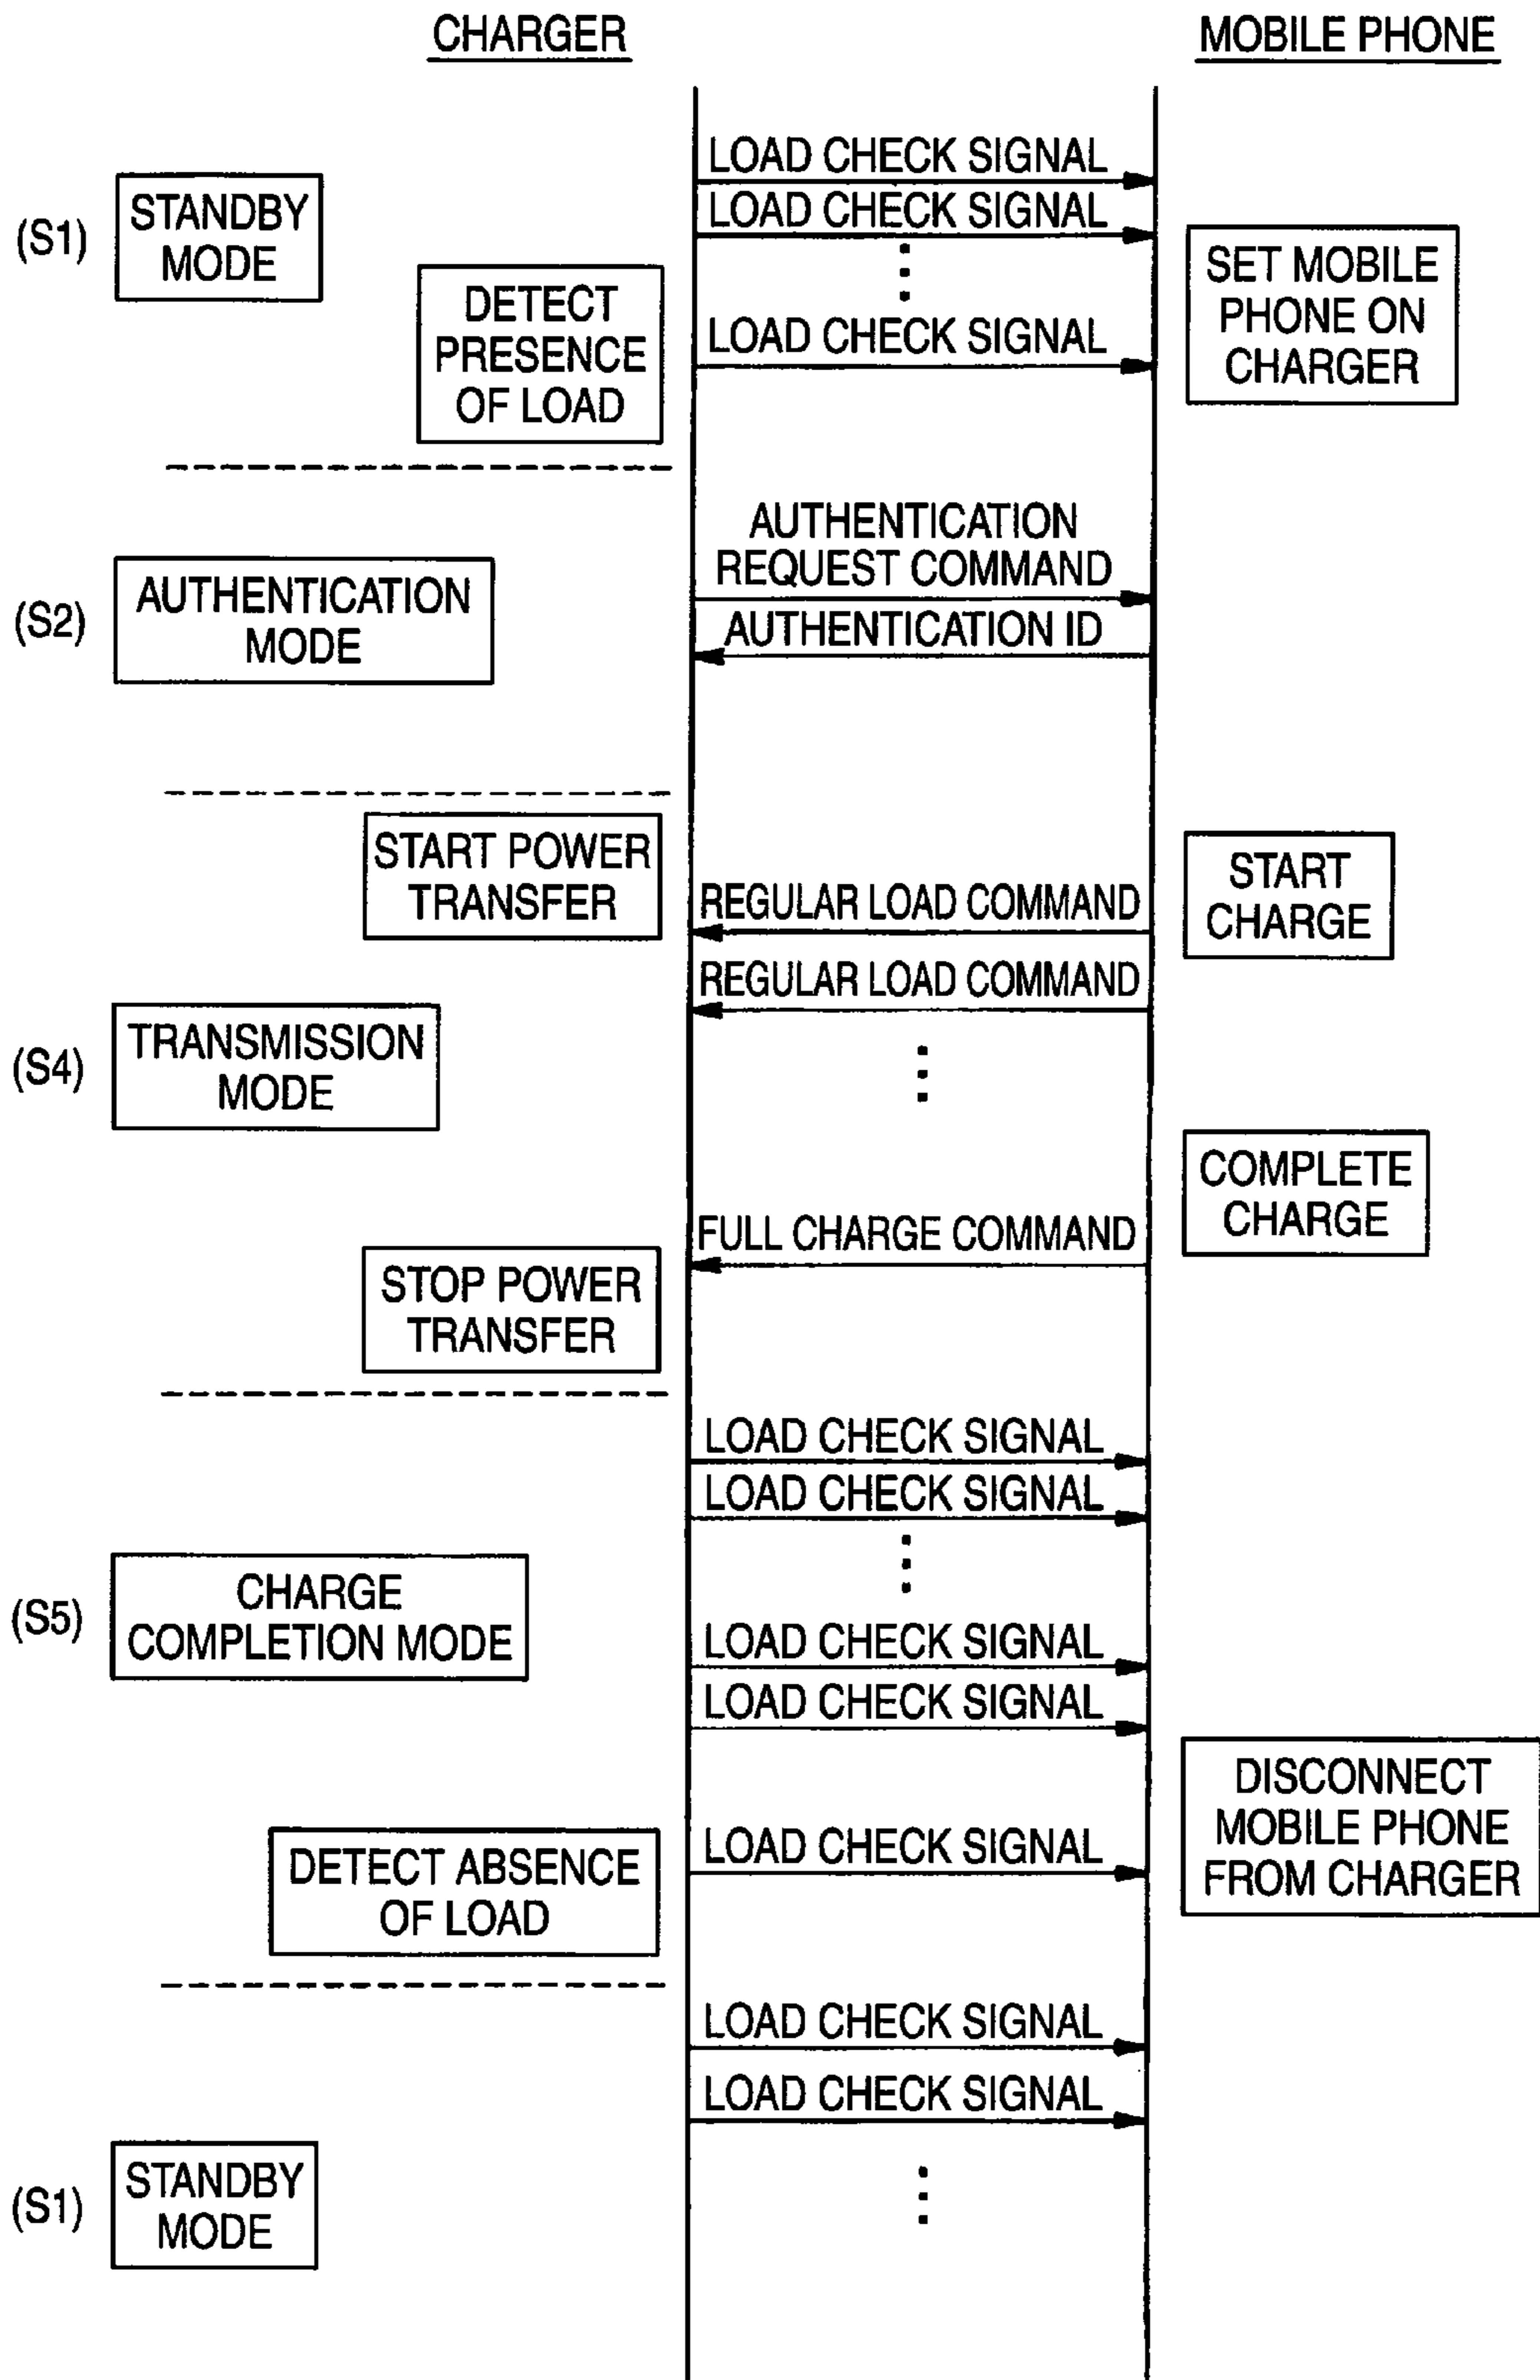 CHARGER
MOBILE PHONE
LOAD CHECK SIGNAL
(S1)
STANDBY
MODE
LOAD CHECK SIGNAL
SET MOBILE
PHONE ON
CHARGER
DETECT
PRESENCE
OF LOAD
LOAD CHECK SIGNAL
AUTHENTICATION
REQUEST COMMAND
(S2)
AUTHENTICATION
MODE
AUTHENTICATION ID
START POWER
TRANSFER
START
CHARGE
REGULAR LOAD COMMAND
REGULAR LOAD COMMAND
(S4)
TRANSMISSION
MODE
COMPLETE
CHARGE
FULL CHARGE COMMAND
STOP POWER
TRANSFER
LOAD CHECK SIGNAL
LOAD CHECK SIGNAL
(S5)
CHARGE
COMPLETION MODE
LOAD CHECK SIGNAL
LOAD CHECK SIGNAL
DISCONNECT
MOBILE PHONE
FROM CHARGER
DETECT ABSENCE
OF LOAD
LOAD CHECK SIGNAL
LOAD CHECK SIGNAL
LOAD CHECK SIGNAL
(S1)
STANDBY
MODE